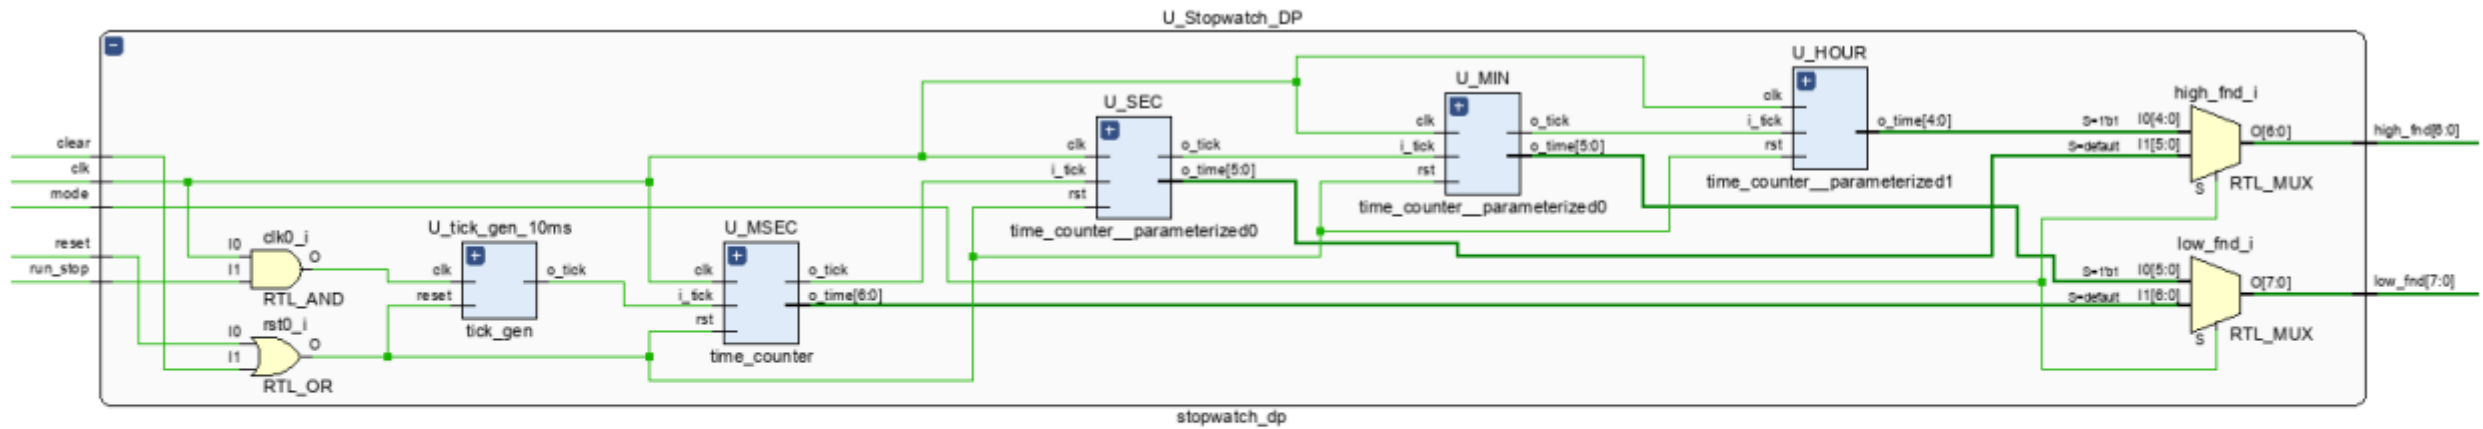 U_Stopwatch_DP
clear
clk
mode
reset
run_stop
I0
I1
clk0_i
O
RTL_AND
I0
I1
rst0_i
O
RTL_OR
U_tick_gen_10ms
clk
reset
o_tick
tick_gen
U_MSEC
clk
i_tick
rst
o_tick
o_time[6:0]
time_counter
U_SEC
clk
i_tick
rst
o_tick
o_time[5:0]
time_counter__parameterized0
U_MIN
clk
i_tick
rst
o_tick
o_time[5:0]
time_counter__parameterized0
U_HOUR
clk
i_tick
rst
o_time[4:0]
time_counter__parameterized1
high_fnd_i
S=1'b1 I0[4:0]
S=default I1[5:0]
S
O[6:0]
RTL_MUX
high_fnd[6:0]
low_fnd_i
S=1'b1 I0[5:0]
S=default I1[6:0]
S
O[7:0]
RTL_MUX
low_fnd[7:0]
stopwatch_dp